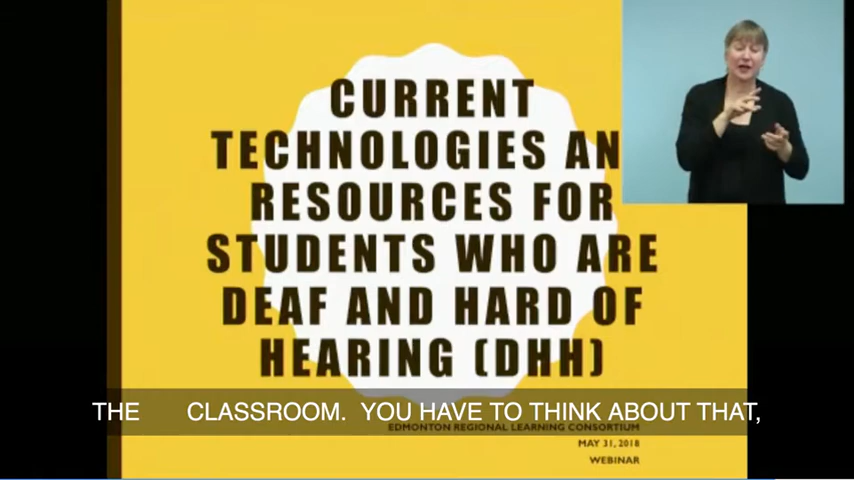 CURRENT
TECHNOLOGIES AN
RESOURCES FOR
STUDENTS WHO ARE
DEAF AND HARD OF
HEARING (DHH)
THE CLASSROOM. YOU HAVE TO THINK ABOUT THAT,
EDMONTON REGIONAL LEARNING CONSORTIUM
MAY 31, 2018
WEBINAR